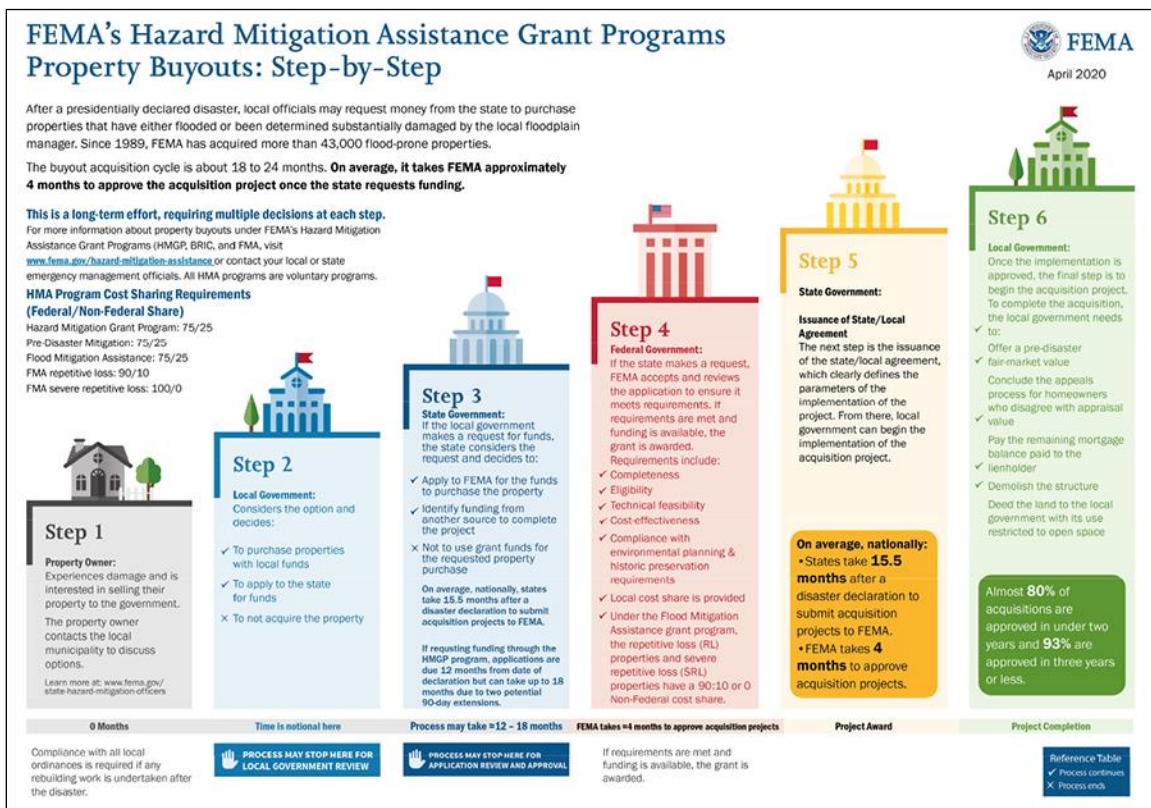 FEMA's Hazard Mitigation Assistance Grant Programs
Property Buyouts: Step-by-Step
FEMA
April 2020
After a presidentially declared disaster, local officials may request money from the state to purchase
properties that have either flooded or been determined substantially damaged by the local floodplain
manager. Since 1989, FEMA has acquired more than 43,000 flood-prone properties.
The buyout acquisition cycle is about 18 to 24 months. On average, it takes FEMA approximately
4 months to approve the acquisition project once the state requests funding.
This is a long-term effort, requiring multiple decisions at each step.
For more information about property buyouts under FEMA's Hazard Mitigation
Assistance Grant Programs (HMGP, BRIC, and FMA, visit
www.fema.gov/hazard-mitigation-assistance or contact your local or state
emergency management officials. All HMA programs are voluntary programs.
HMA Program Cost Sharing Requirements
(Federal/Non-Federal Share)
Hazard Mitigation Grant Program: 75/25
Pre-Disaster Mitigation: 75/25
Flood Mitigation Assistance: 75/25
FMA repetitive loss: 90/10
FMA severe repetitive loss: 100/0
Step 1
Property Owner:
Experiences damage and is
interested in selling their
property to the government.
The property owner
contacts the local
municipality to discuss
options.
Learn more at: www.fema.gov/
state-hazard-mitigation-officers
0 Months
Compliance with all local
ordinances is required if any
rebuilding work is undertaken after
the disaster.
Step 2
Local Government:
Considers the option and
decides:
✓ To purchase properties
with local funds
✓ To apply to the state
for funds
× To not acquire the property
Time is notional here
PROCESS MAY STOP HERE FOR
LOCAL GOVERNMENT REVIEW
Step 3
State Government:
If the local government
makes a request for funds,
the state considers the
request and decides to:
✓ Apply to FEMA for the funds
to purchase the property
✓ Identify funding from
another source to complete
the project
× Not to use grant funds for
the requested property
purchase
On average, nationally, states
take 15.5 months after a
disaster declaration to submit
acquisition projects to FEMA.
If requsting funding through the
HMGP program, applications are
due 12 months from date of
declaration but can take up to 18
months due to two potential
90-day extensions.
Process may take ≈12 – 18 months
PROCESS MAY STOP HERE FOR
APPLICATION REVIEW AND APPROVAL
Step 4
Federal Government:
If the state makes a request,
FEMA accepts and reviews
the application to ensure it
meets requirements. If
requirements are met and
funding is available, the
grant is awarded.
Requirements include:
✓ Completeness
✓ Eligibility
✓ Technical feasibility
✓ Cost-effectiveness
✓ Compliance with
environmental planning &
historic preservation
requirements
✓ Local cost share is provided
✓ Under the Flood Mitigation
Assistance grant program,
the repetitive loss (RL)
properties and severe
repetitive loss (SRL)
properties have a 90:10 or 0
Non-Federal cost share.
FEMA takes ≈4 months to approve acquisition projects
If requirements are met and
funding is available, the grant is
awarded.
Step 5
State Government:
Issuance of State/Local
Agreement
The next step is the issuance
of the state/local agreement,
which clearly defines the
parameters of the
implementation of the
project. From there, local
government can begin the
implementation of the
acquisition project.
On average, nationally:
•States take 15.5
months after a
disaster declaration to
submit acquisition
projects to FEMA.
•FEMA takes 4
months to approve
acquisition projects.
Project Award
Step 6
Local Government:
Once the implementation is
approved, the final step is to
begin the acquisition project.
To complete the acquisition,
the local government needs
✓ to:
Offer a pre-disaster
✓ fair-market value
Conclude the appeals
process for homeowners
who disagree with appraisal
✓ value
Pay the remaining mortgage
balance paid to the
✓ lienholder
✓ Demolish the structure
Deed the land to the local
government with its use
restricted to open space
Almost 80% of
acquisitions are
approved in under two
years and 93% are
approved in three years
or less.
Project Completion
Reference Table
✓ Process continues
× Process ends